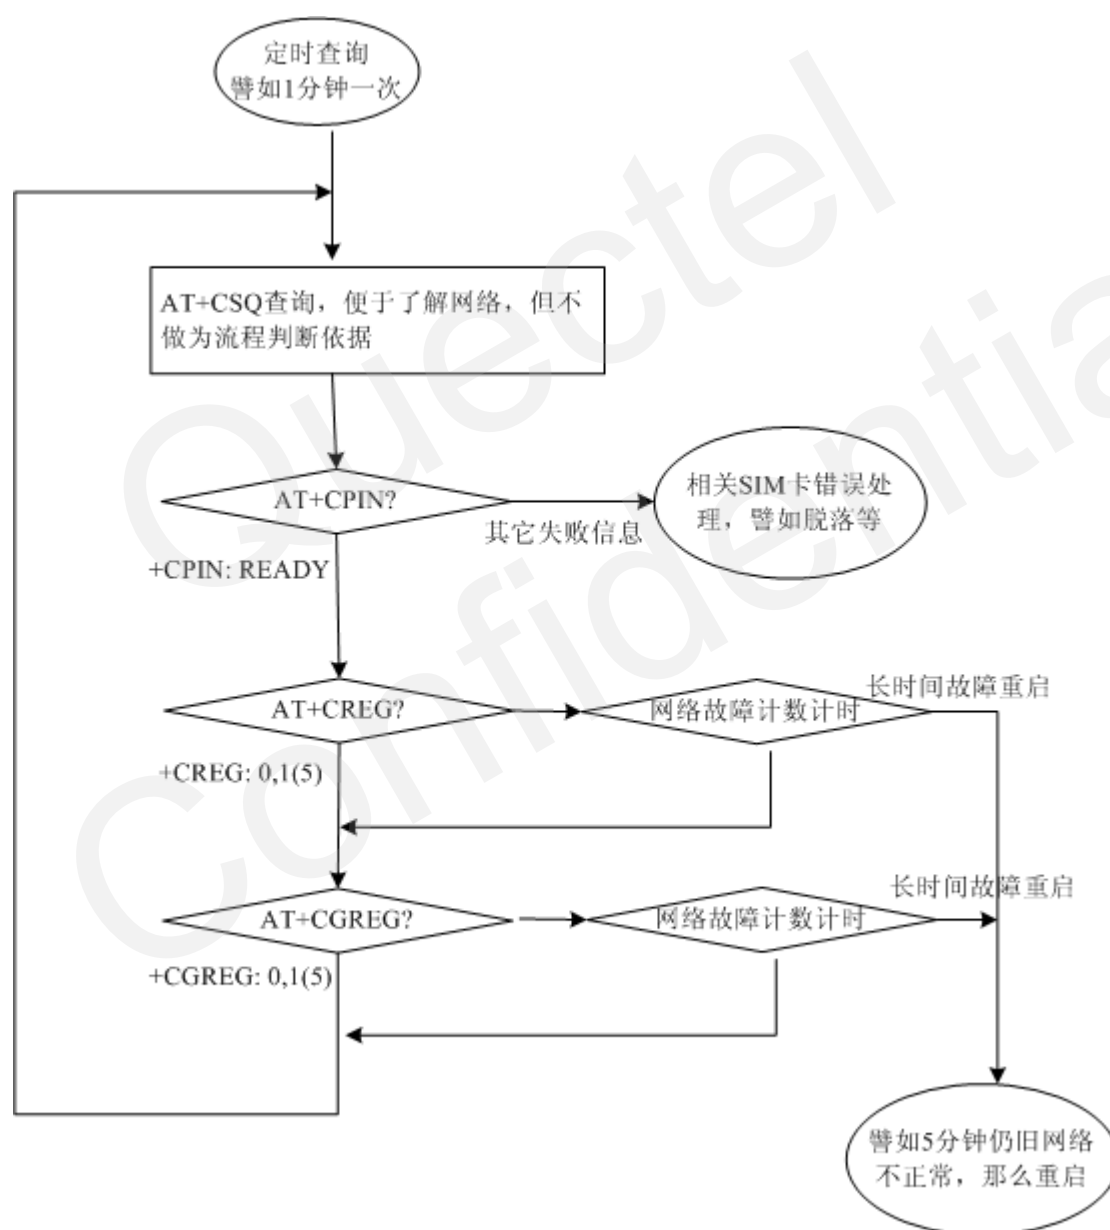 定时查询
譬如1分钟一次
AT+CSQ查询，便于了解网络，但不
做为流程判断依据
AT+CPIN?
其它失败信息
相关SIM卡错误处
理，譬如脱落等
+CPIN: READY
AT+CREG?
网络故障计数计时
长时间故障重启
+CREG: 0,1(5)
AT+CGREG?
网络故障计数计时
长时间故障重启
+CGREG: 0,1(5)
譬如5分钟仍旧网络
不正常，那么重启
Quectel
Confidentia